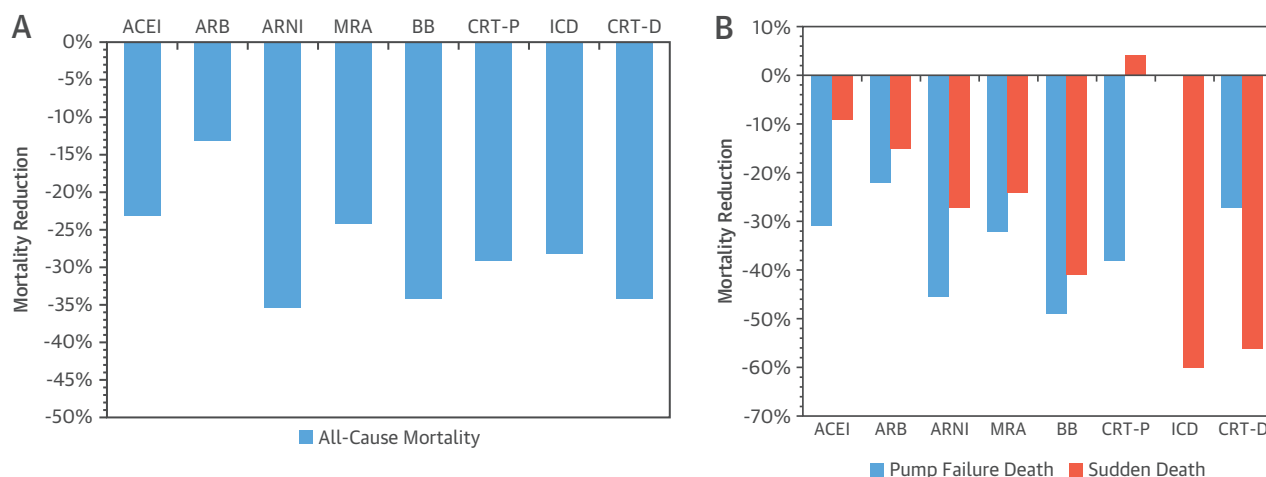 A
ACEI ARB ARNI MRA BB CRT-P ICD CRT-D
0%
-5%
-10%
-15%
-20%
-25%
-30%
-35%
-40%
-45%
-50%
Mortality Reduction
All-Cause Mortality
B
10%
0%
-10%
-20%
-30%
-40%
-50%
-60%
-70%
Mortality Reduction
ACEI ARB ARNI MRA BB CRT-P ICD CRT-D
Pump Failure Death Sudden Death